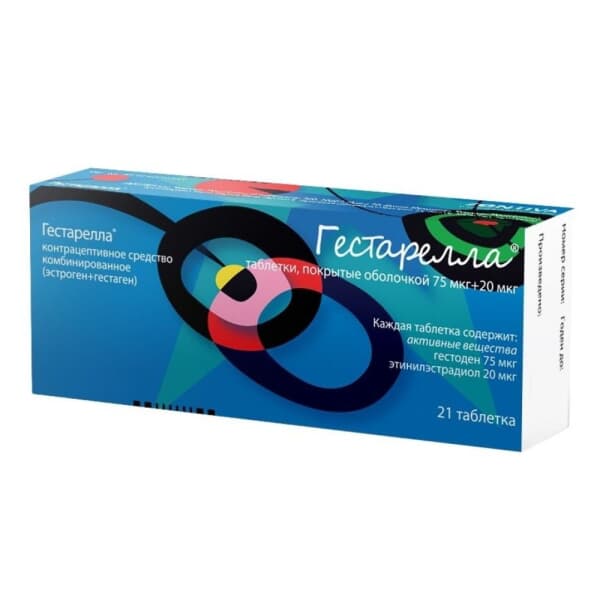 Гестарелла®
контрацептивное средство
комбинированное
(эстроген+гестаген)
Гестарелла®
таблетки, покрытые оболочкой 75 мкг+20 мкг
Каждая таблетка содержит:
активные вещества
гестоден 75 мкг
этинилэстрадиол 20 мкг
21 таблетка
Номер серии: Годен до:
Произведено: